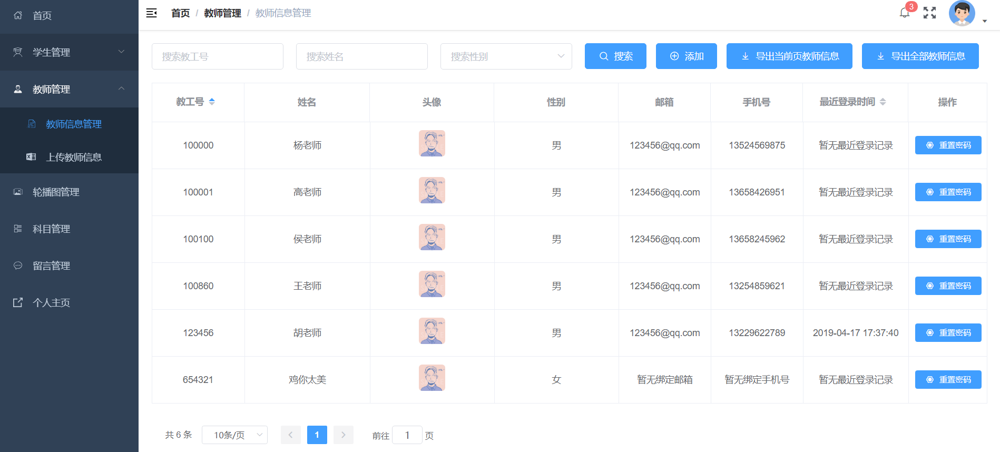 首页
学生管理
教师管理
教师信息管理
上传教师信息
轮播图管理
科目管理
留言管理
个人主页
首页 / 教师管理 / 教师信息管理
3
搜索教工号 搜索姓名 搜索性别 搜索 添加 导出当前页教师信息 导出全部教师信息
教工号 姓名 头像 性别 邮箱 手机号 最近登录时间 操作
100000 杨老师 男 123456@qq.com 13524569875 暂无最近登录记录 重置密码
100001 高老师 男 123456@qq.com 13658426951 暂无最近登录记录 重置密码
100100 侯老师 男 123456@qq.com 13658245962 暂无最近登录记录 重置密码
100860 王老师 男 123456@qq.com 13254859621 暂无最近登录记录 重置密码
123456 胡老师 男 123456@qq.com 13229622789 2019-04-17 17:37:40 重置密码
654321 鸡你太美 女 暂无绑定邮箱 暂无绑定手机号 暂无最近登录记录 重置密码
共 6 条 10条/页 1 前往 1 页